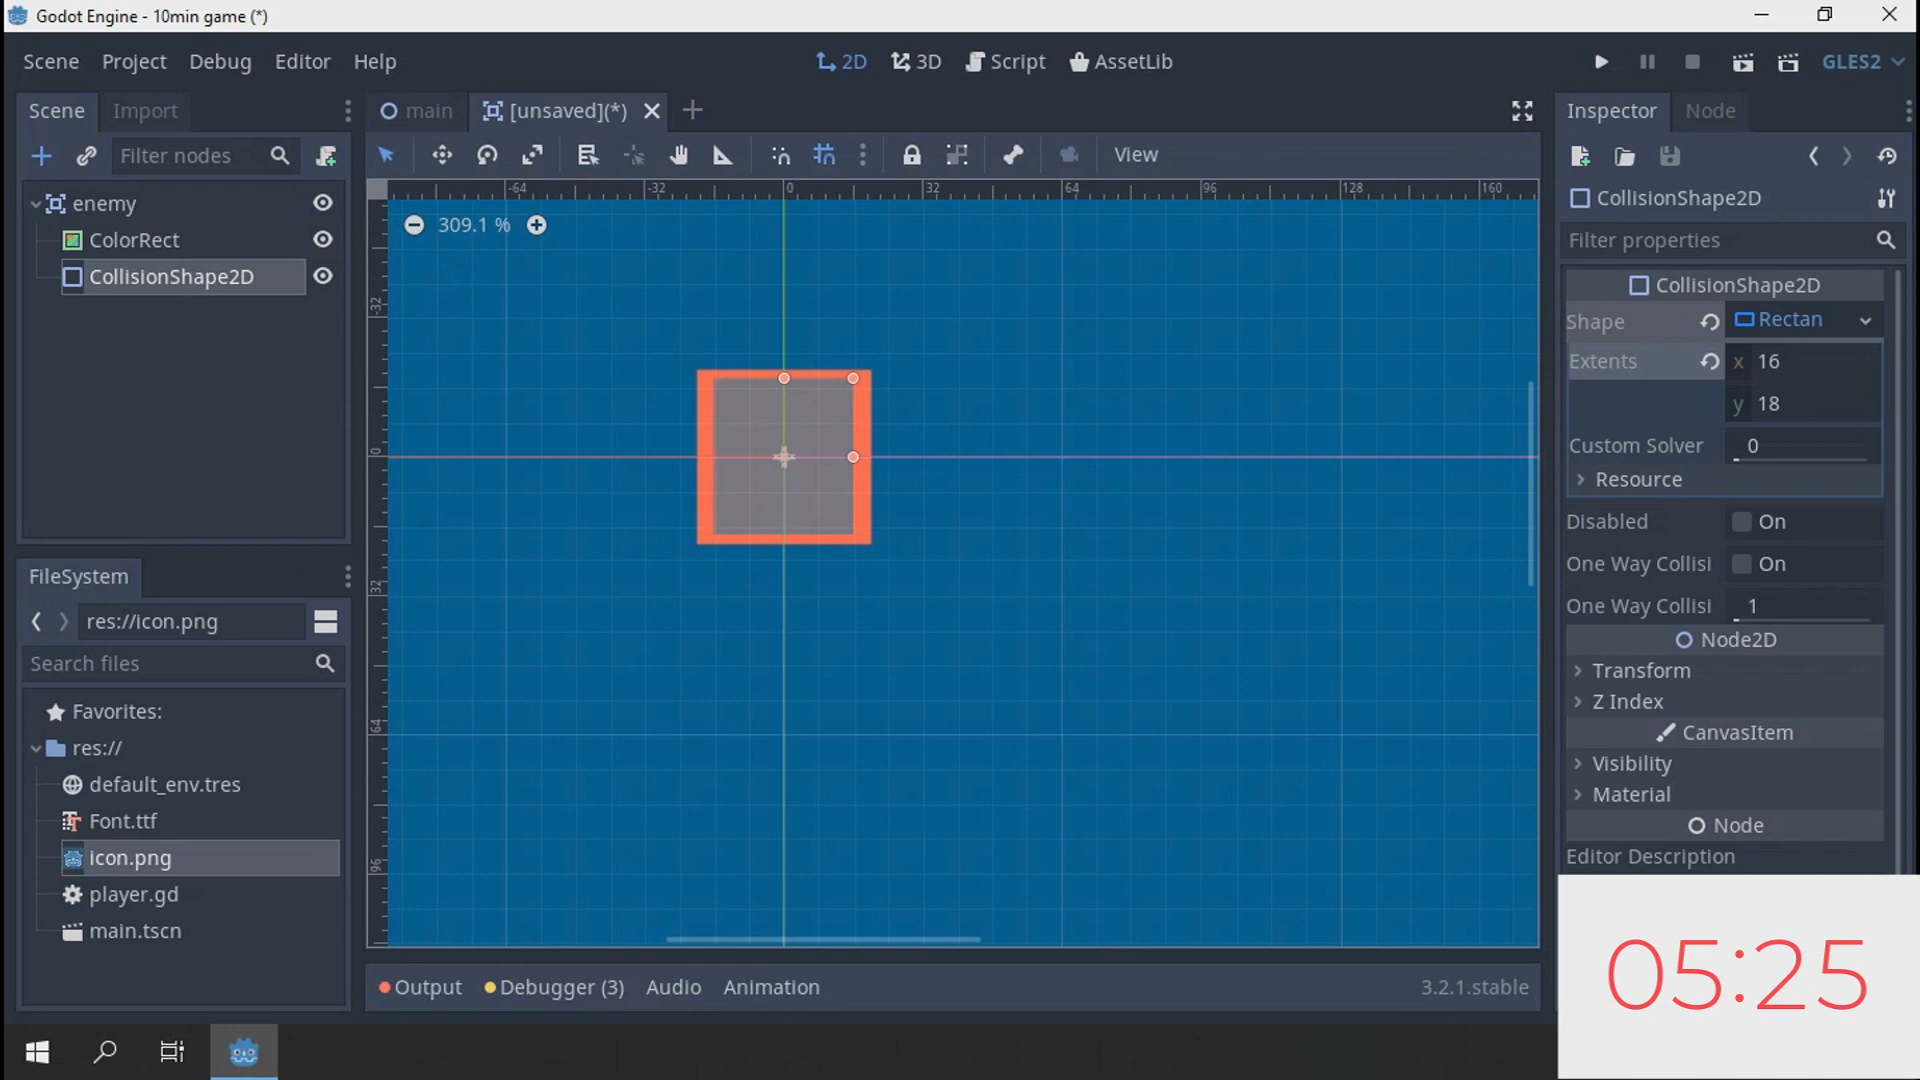 Godot Engine - 10min game (*)
Scene Project Debug Editor Help
2D 3D Script AssetLib
GLES2
Scene Import
main [unsaved](*)
Inspector Node
Filter nodes
View
CollisionShape2D
enemy
ColorRect
CollisionShape2D
-64 -32 0 32 64 96 128 160
309.1 %
-32
0
32
64
96
Filter properties
CollisionShape2D
Shape Rectan
Extents x 16
y 18
Custom Solver 0
Resource
Disabled On
One Way Collisi On
One Way Collisi 1
Node2D
Transform
Z Index
CanvasItem
Visibility
Material
Node
Editor Description
FileSystem
res://icon.png
Search files
Favorites:
res://
default_env.tres
Font.ttf
icon.png
player.gd
main.tscn
Output Debugger (3) Audio Animation 3.2.1.stable
05:25